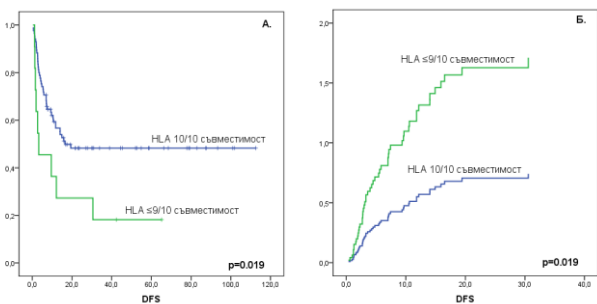 А.
1,0
0,8
0,6
0,4
0,2
0,0
HLA 10/10 съвместимост
HLA ≤9/10 съвместимост
p=0.019
,0 20,0 40,0 60,0 80,0 100,0 120,0
DFS
Б.
2,0
1,5
1,0
0,5
0,0
HLA ≤9/10 съвместимост
HLA 10/10 съвместимост
p=0.019
,0 10,0 20,0 30,0 40,0
DFS